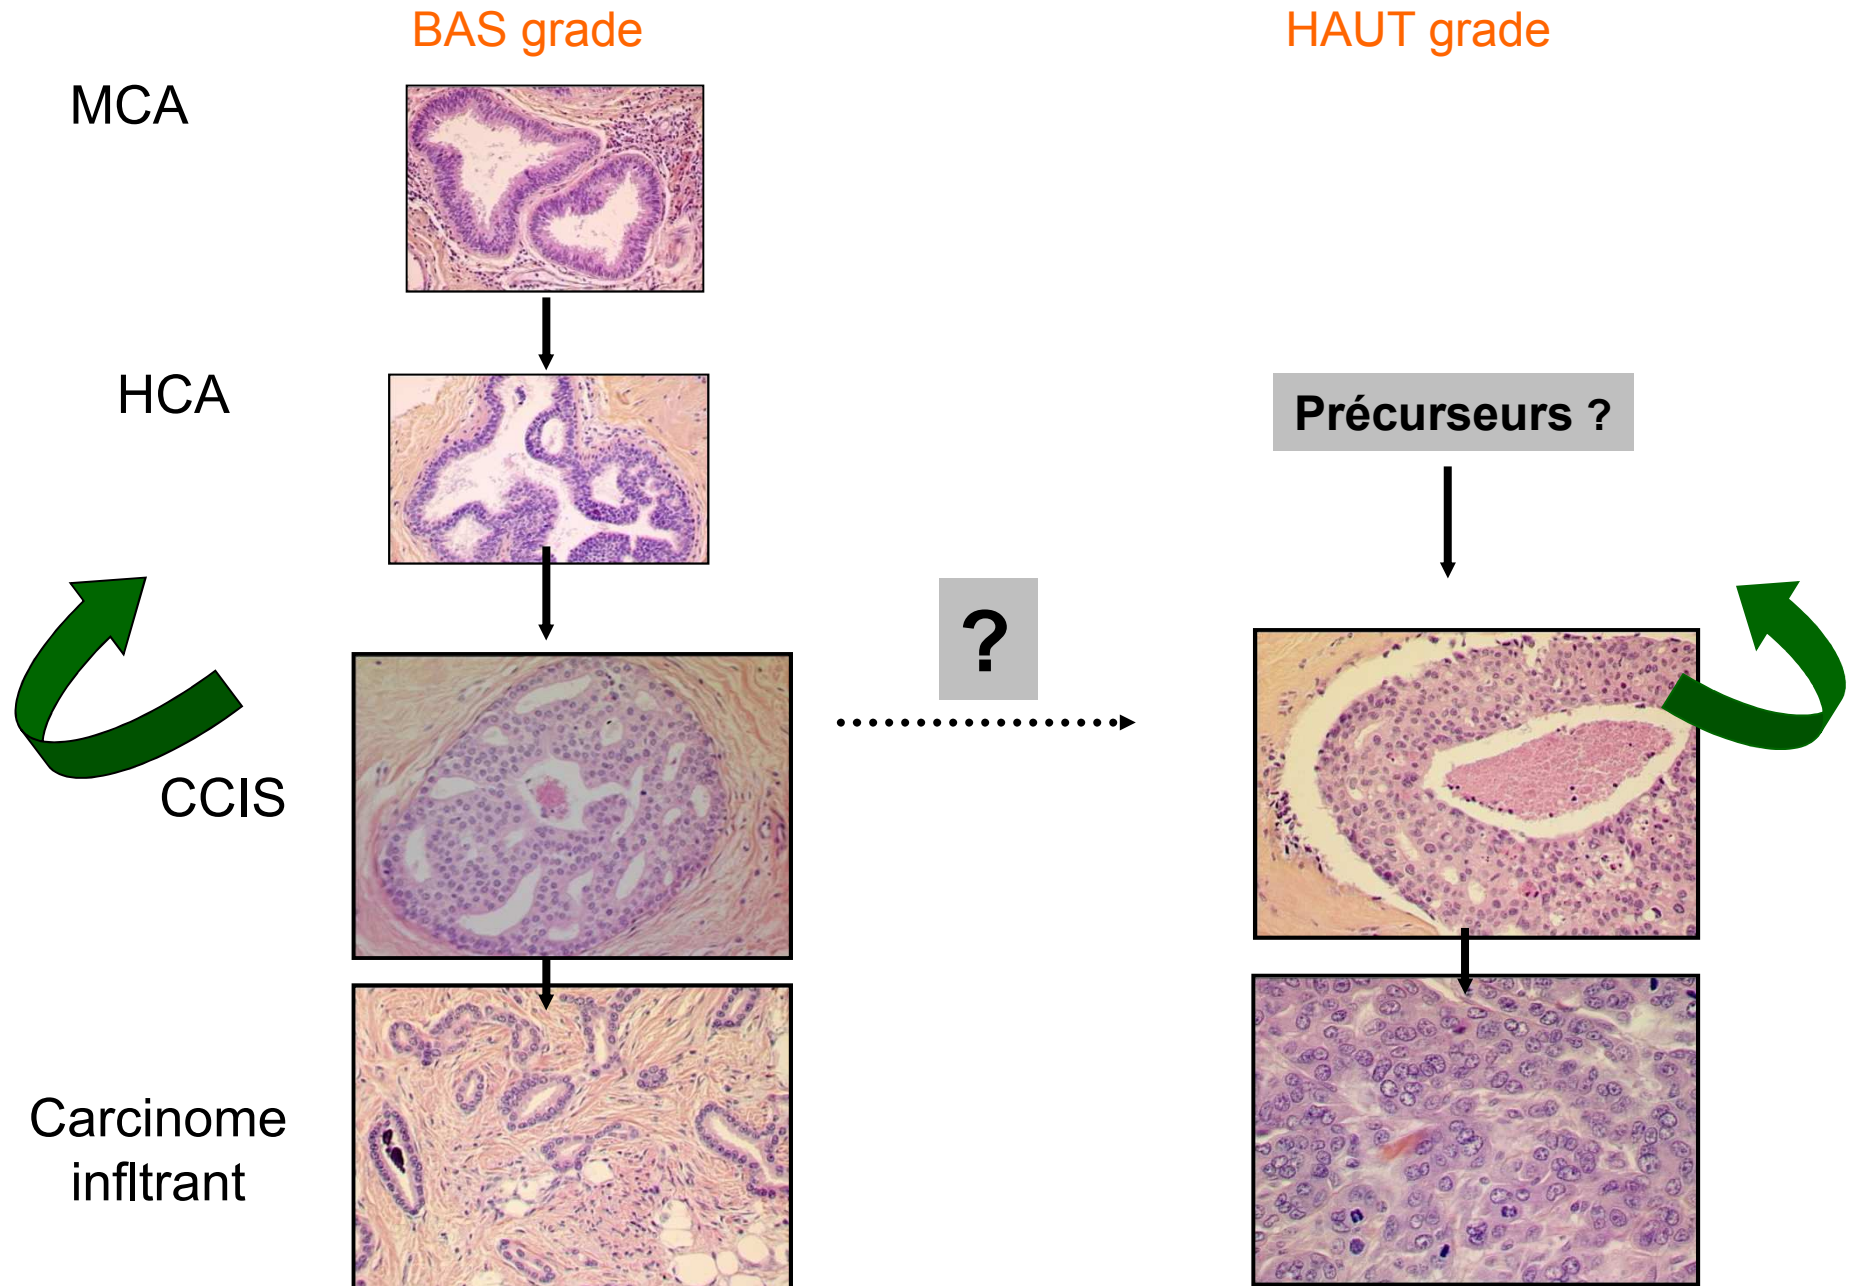 BAS grade
HAUT grade
MCA
HCA
Précurseurs ?
?
CCIS
Carcinome
infltrant